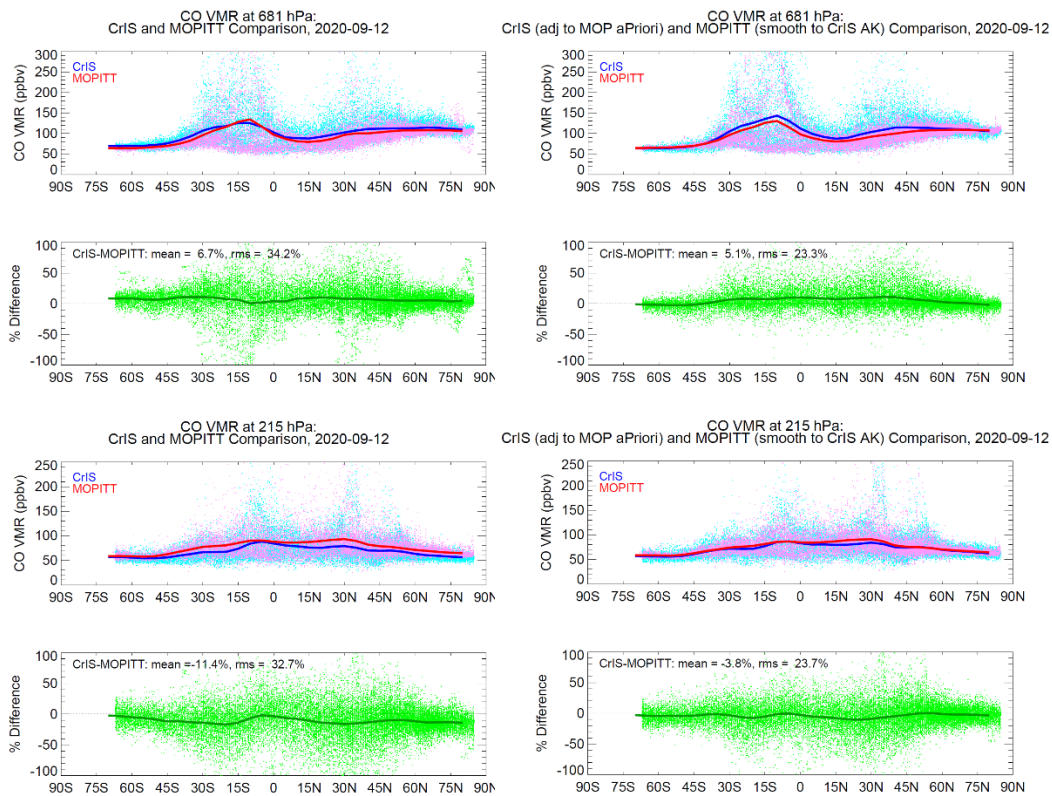 CO VMR at 681 hPa:
CrIS and MOPITT Comparison, 2020-09-12
300
250
200
150
100
50
0
CO VMR (ppbv)
CrIS
MOPITT
90S 75S 60S 45S 30S 15S 0 15N 30N 45N 60N 75N 90N
100
50
0
-50
-100
% Difference
CrIS-MOPITT: mean = 6.7%, rms = 34.2%
90S 75S 60S 45S 30S 15S 0 15N 30N 45N 60N 75N 90N
CO VMR at 681 hPa:
CrIS (adj to MOP aPriori) and MOPITT (smooth to CrIS AK) Comparison, 2020-09-12
300
250
200
150
100
50
0
CO VMR (ppbv)
CrIS
MOPITT
90S 75S 60S 45S 30S 15S 0 15N 30N 45N 60N 75N 90N
100
50
0
-50
-100
% Difference
CrIS-MOPITT: mean = 5.1%, rms = 23.3%
90S 75S 60S 45S 30S 15S 0 15N 30N 45N 60N 75N 90N
CO VMR at 215 hPa:
CrIS and MOPITT Comparison, 2020-09-12
250
200
150
100
50
0
CO VMR (ppbv)
CrIS
MOPITT
90S 75S 60S 45S 30S 15S 0 15N 30N 45N 60N 75N 90N
100
50
0
-50
-100
% Difference
CrIS-MOPITT: mean =-11.4%, rms = 32.7%
90S 75S 60S 45S 30S 15S 0 15N 30N 45N 60N 75N 90N
CO VMR at 215 hPa:
CrIS (adj to MOP aPriori) and MOPITT (smooth to CrIS AK) Comparison, 2020-09-12
250
200
150
100
50
0
CO VMR (ppbv)
CrIS
MOPITT
90S 75S 60S 45S 30S 15S 0 15N 30N 45N 60N 75N 90N
100
50
0
-50
-100
% Difference
CrIS-MOPITT: mean = -3.8%, rms = 23.7%
90S 75S 60S 45S 30S 15S 0 15N 30N 45N 60N 75N 90N